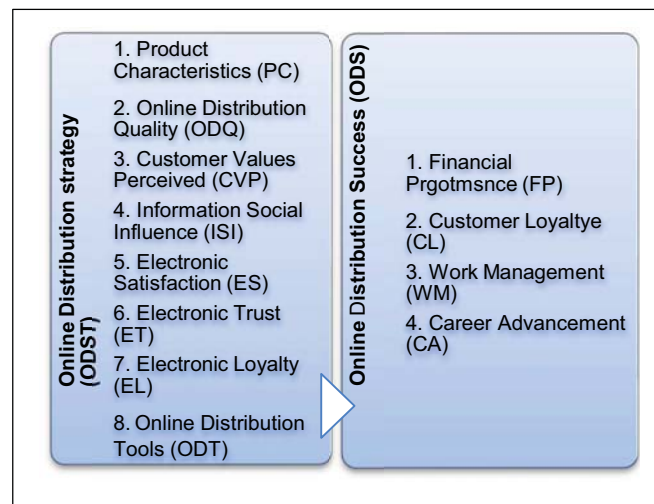 Online Distribution strategy
(ODST)
1. Product
Characteristics (PC)
2. Online Distribution
Quality (ODQ)
3. Customer Values
Perceived (CVP)
4. Information Social
Influence (ISI)
5. Electronic
Satisfaction (ES)
6. Electronic Trust
(ET)
7. Electronic Loyalty
(EL)
8. Online Distribution
Tools (ODT)
Online Distribution Success (ODS)
1. Financial
Prgotmsnce (FP)
2. Customer Loyaltye
(CL)
3. Work Management
(WM)
4. Career Advancement
(CA)